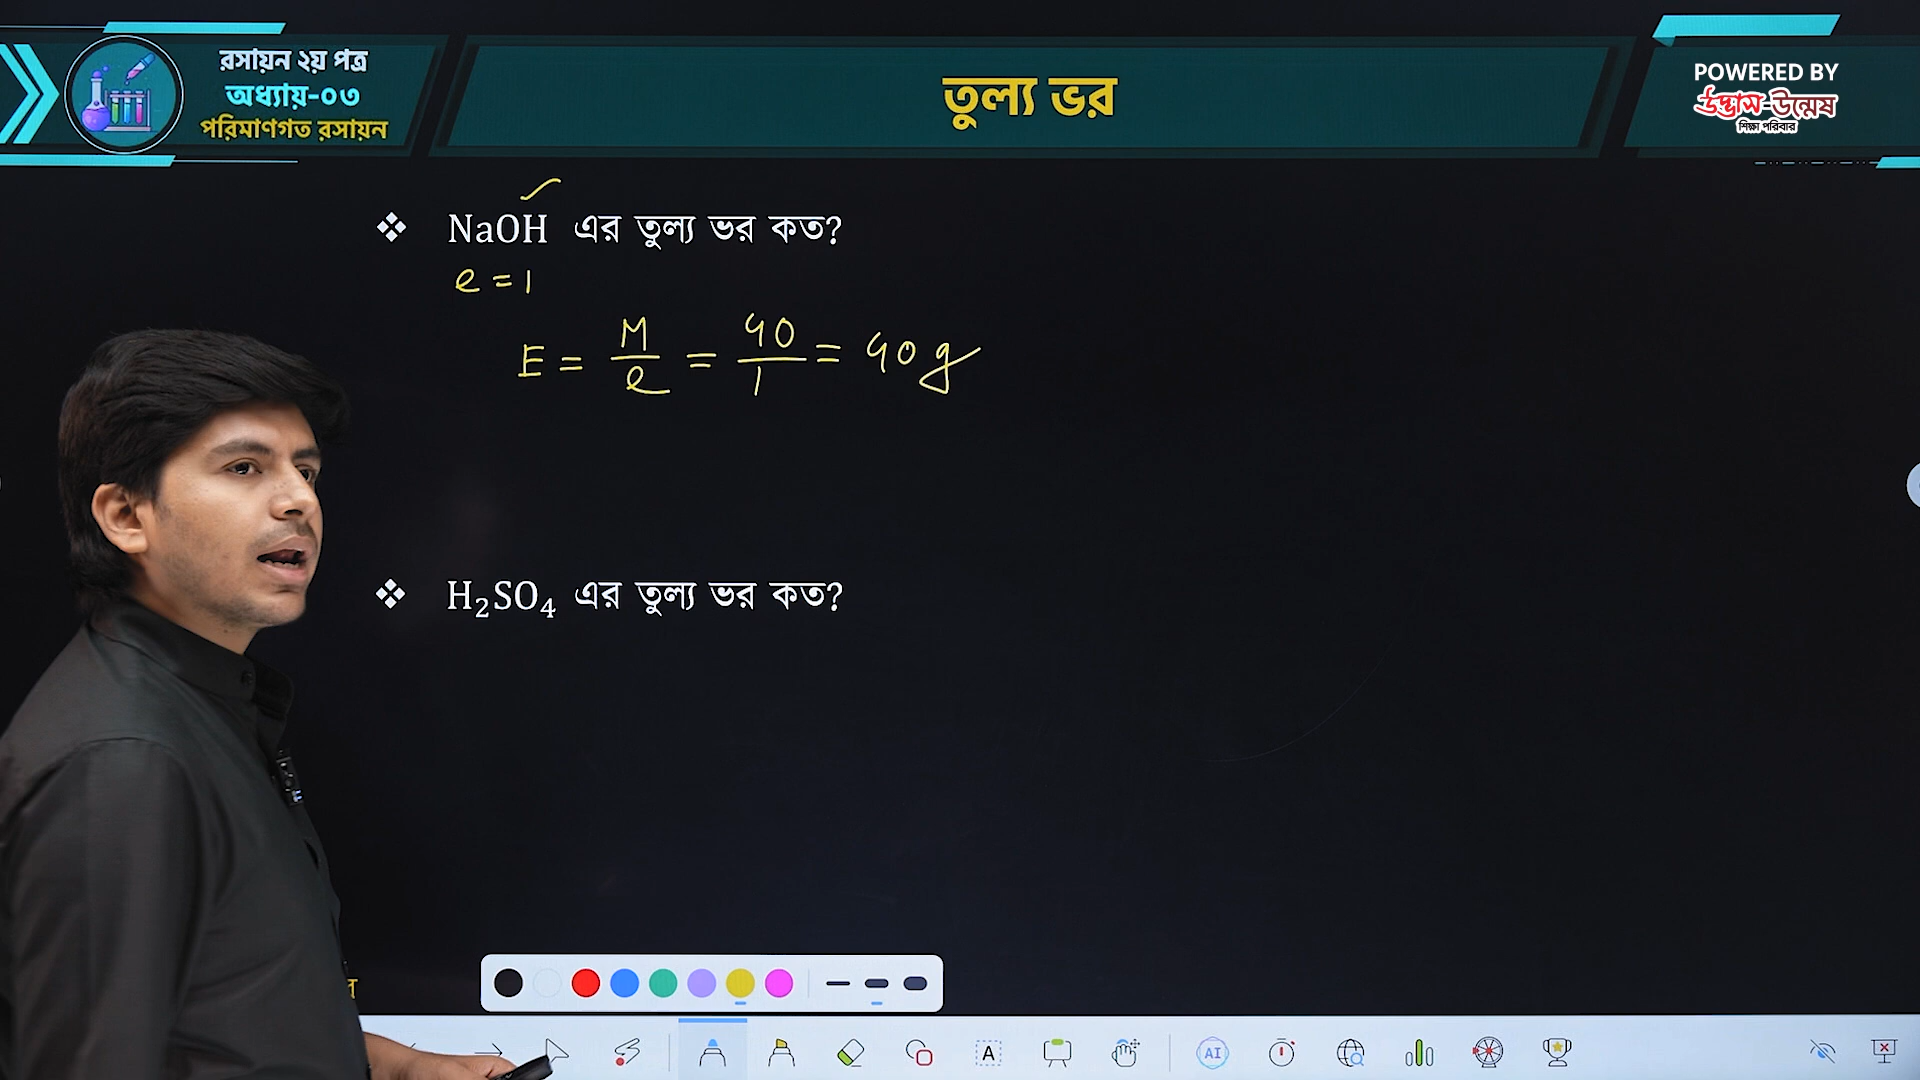 রসায়ন ২য় পত্র
অধ্যায়-০৩
পরিমাণগত রসায়ন
তুল্য ভর
POWERED BY
উদ্ভাস-উন্মেষ
শিক্ষা পরিবার
❖ NaOH এর তুল্য ভর কত?
e = 1
E = M/e = 40/1 = 40 g
❖ H₂SO₄ এর তুল্য ভর কত?
A
AI